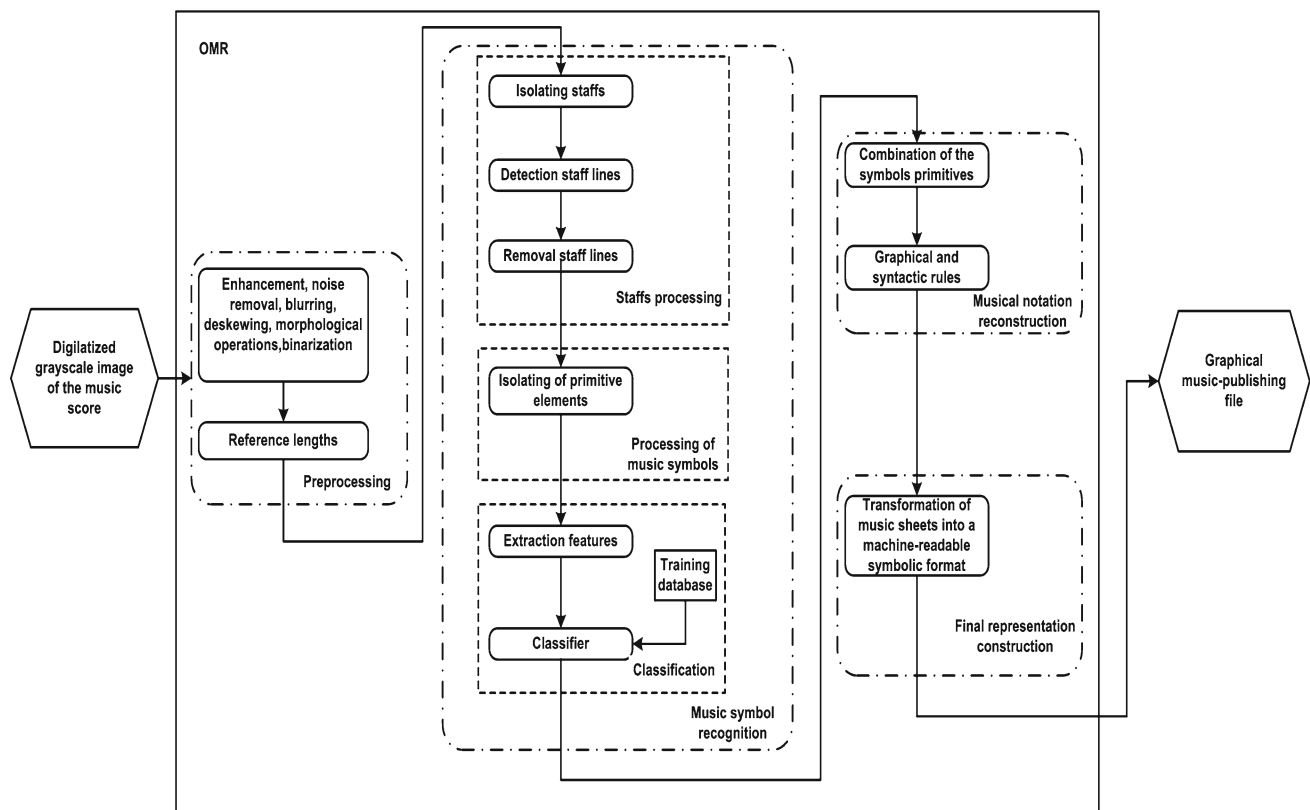 OMR
Digilatized
grayscale image
of the music
score
Enhancement, noise
removal, blurring,
deskewing, morphological
operations,binarization
Reference lengths
Preprocessing
Isolating staffs
Detection staff lines
Removal staff lines
Staffs processing
Isolating of primitive
elements
Processing of
music symbols
Extraction features
Training
database
Classifier
Classification
Music symbol
recognition
Combination of the
symbols primitives
Graphical and
syntactic rules
Musical notation
reconstruction
Transformation of
music sheets into a
machine-readable
symbolic format
Final representation
construction
Graphical
music-publishing
file